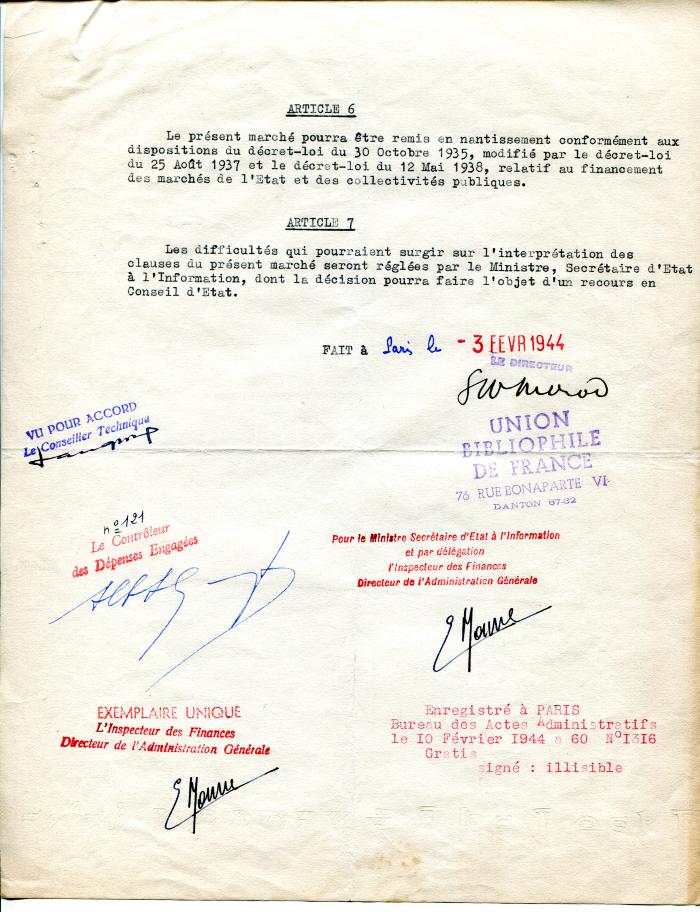 ARTICLE 6
Le présent marché pourra être remis en nantissement conformément aux
dispositions du décret-loi du 30 Octobre 1935, modifié par le décret-loi
du 25 Août 1937 et le décret-loi du 12 Mai 1938, relatif au financement
des marchés de l'Etat et des collectivités publiques.
ARTICLE 7
Les difficultés qui pourraient surgir sur l'interprétation des
clauses du présent marché seront réglées par le Ministre, Secrétaire d'Etat
à l'Information, dont la décision pourra faire l'objet d'un recours en
Conseil d'Etat.
FAIT à Paris le - 3 FEVR 1944
LE DIRECTEUR
VU POUR ACCORD
Le Conseiller Technique
UNION
BIBLIOPHILE
DE FRANCE
76 RUE BONAPARTE VI-
DANTON 67-32
n° 121
Le Contrôleur
des Dépenses Engagées
Pour le Ministre Secrétaire d'Etat à l'Information
et par délégation
l'Inspecteur des Finances
Directeur de l'Administration Générale
EXEMPLAIRE UNIQUE
L'Inspecteur des Finances
Directeur de l'Administration Générale
Enregistré à PARIS
Bureau des Actes Administratifs
le 10 Février 1944 a 60 N°1316
Gratis
signé : illisible